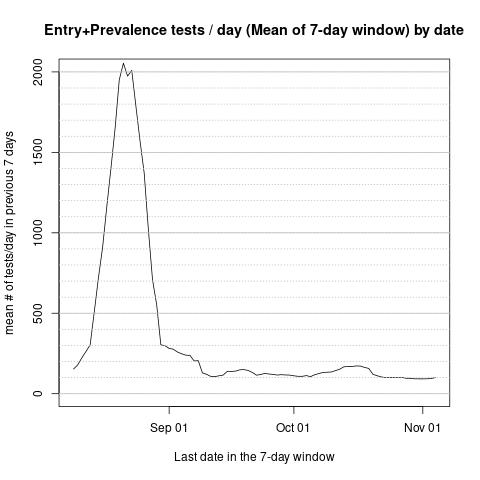 Entry+Prevalence tests / day (Mean of 7-day window) by date
mean # of tests/day in previous 7 days
2000
1500
1000
500
0
Sep 01 Oct 01 Nov 01
Last date in the 7-day window